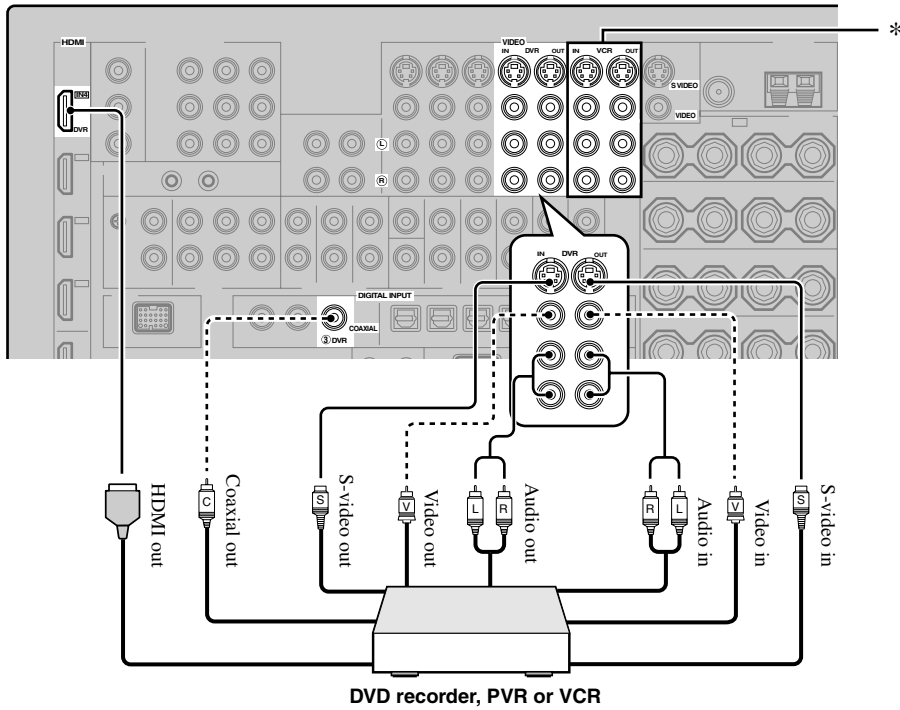 *
HDMI
VIDEO
IN DVR OUT
IN VCR OUT
IN4
DVR
S VIDEO
VIDEO
L
R
IN DVR OUT
DIGITAL INPUT
COAXIAL
③ DVR
C
S
V
L
R
R
L
V
S
HDMI out
Coaxial out
S-video out
Video out
Audio out
Audio in
Video in
S-video in
DVD recorder, PVR or VCR